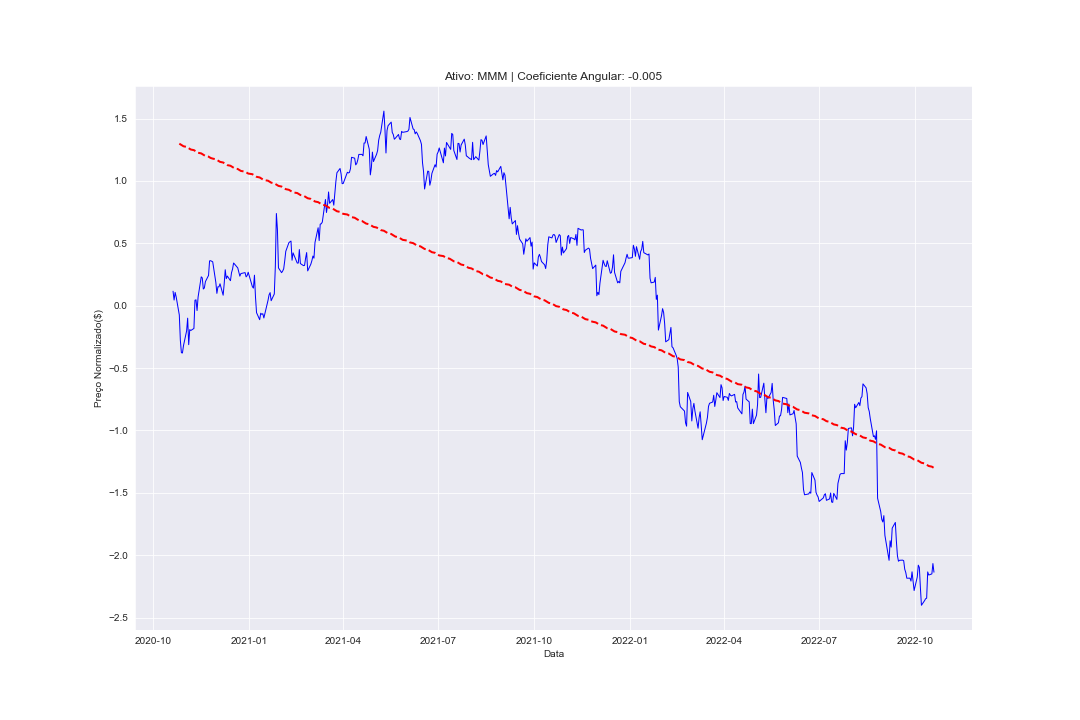 Ativo: MMM | Coeficiente Angular: -0.005
1.5
1.0
0.5
0.0
−0.5
−1.0
−1.5
−2.0
−2.5
Preço Normalizado($)
2020-10 2021-01 2021-04 2021-07 2021-10 2022-01 2022-04 2022-07 2022-10
Data